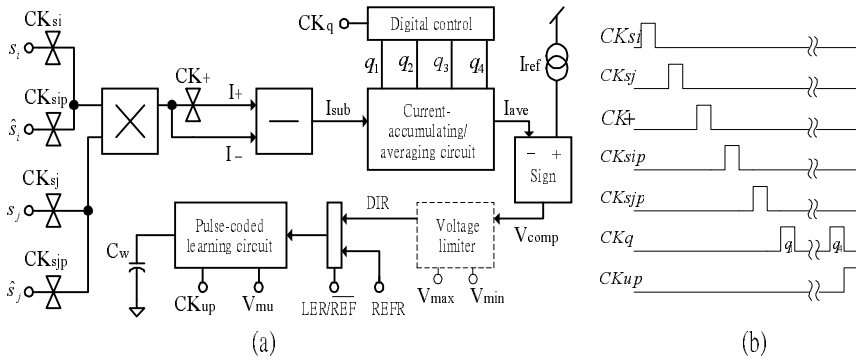 CKsi
sᵢ
CKsip
ŝᵢ
CKsj
sⱼ
CKsjp
ŝⱼ
CK+
I+
I−
Isub
CKq
Digital control
q1 q2 q3 q4
Current-
accumulating/
averaging circuit
Iave
Iref
− +
Sign
Vcomp
Voltage
limiter
Vmax Vmin
DIR
Pulse-coded
learning circuit
Cw
CKup Vmu LER/R̅E̅F̅ REFR
(a)
CKsi
CKsj
CK+
CKsip
CKsjp
CKq q1 q4
CKup
(b)